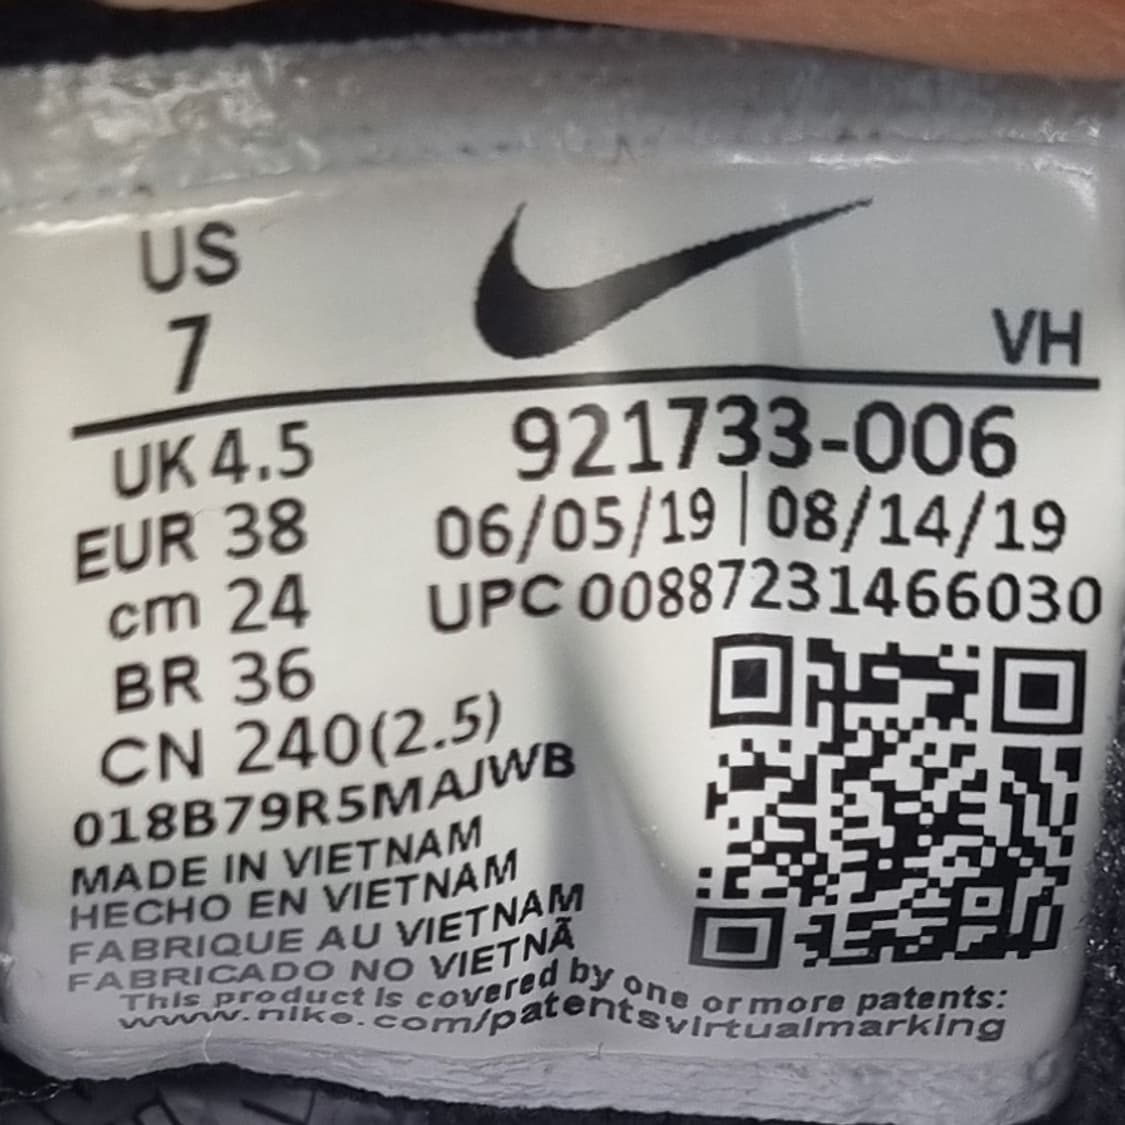 US
7
VH
UK 4.5
921733-006
EUR 38
06/05/19 | 08/14/19
cm 24
UPC 00887231466030
BR 36
CN 240(2.5)
018B79R5MAJWB
MADE IN VIETNAM
HECHO EN VIETNAM
FABRIQUE AU VIETNAM
FABRICADO NO VIETNÃ
This product is covered by one or more patents:
www.nike.com/patentsvirtualmarking